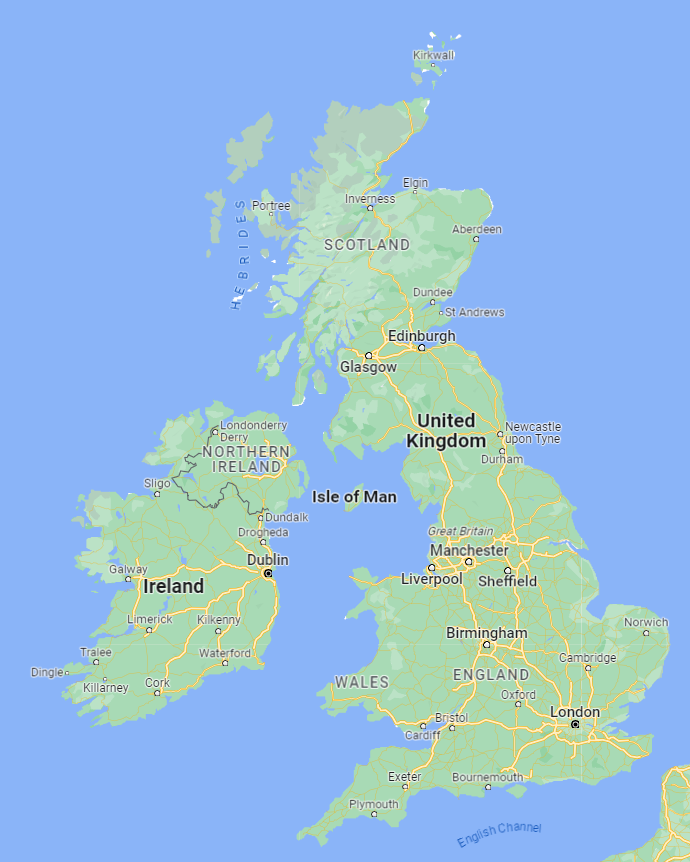 Kirkwall
Elgin
Inverness
Portree
HEBRIDES
Aberdeen
SCOTLAND
Dundee
St Andrews
Edinburgh
Glasgow
United
Kingdom
Londonderry
Derry
Newcastle
upon Tyne
NORTHERN
IRELAND
Durham
Sligo
Isle of Man
Dundalk
Drogheda
Great Britain
Manchester
Dublin
Galway
Liverpool
Sheffield
Ireland
Limerick
Kilkenny
Norwich
Birmingham
Tralee
Waterford
Cambridge
Dingle
Killarney
Cork
WALES
ENGLAND
Oxford
London
Bristol
Cardiff
Exeter
Bournemouth
Plymouth
English Channel